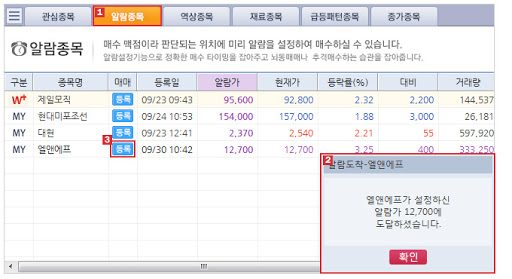 관심종목 1 알람종목 역상종목 재료종목 급등패턴종목 종가종목
알람종목 매수 맥점이라 판단되는 위치에 미리 알람을 설정하여 매수하실 수 있습니다.
알람설정기능으로 정확한 매수 타이밍을 잡아주고 뇌동매매나 추격매수하는 습관을 잡아줍니다.
구분 종목명 매매 등록일 알람가 현재가 등락률(%) 대비 거래량
W+ 제일모직 등록 09/23 09:43 95,600 92,800 2.32 2,200 144,537
MY 현대미포조선 등록 09/24 10:53 154,000 157,000 1.88 3,000 26,181
MY 대현 등록 09/23 12:41 2,370 2,540 2.21 55 597,920
MY 엘앤에프 3 등록 09/30 10:42 12,700 12,700 3.25 400 333,250
2 알람도착-엘앤에프
엘앤에프가 설정하신
알람가 12,700에
도달하셨습니다.
확인